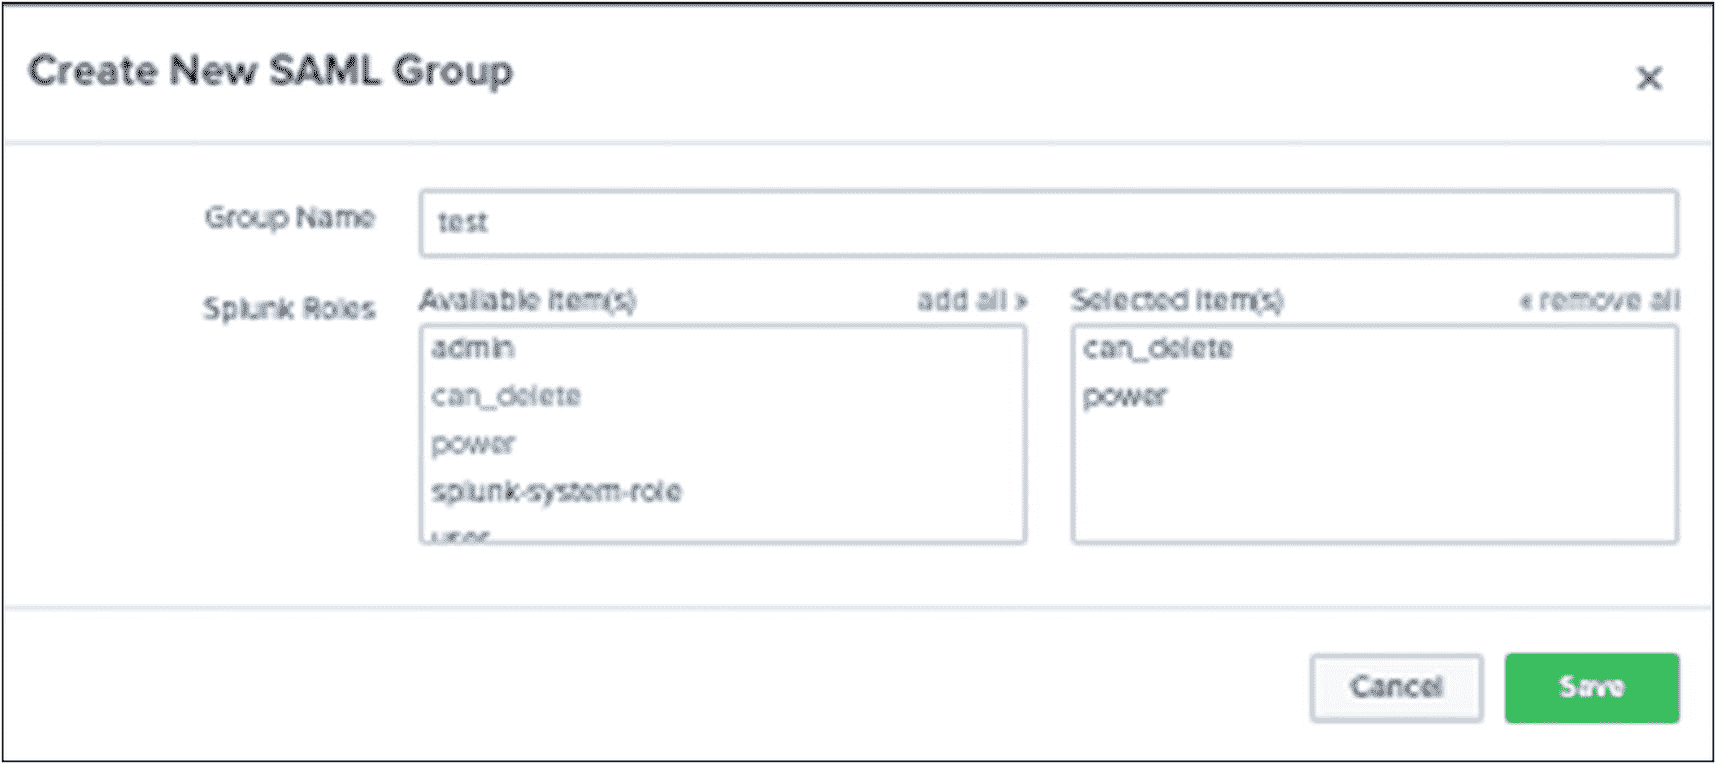 Create New SAML Group
×
Group Name
test
Splunk Roles
Available item(s)
add all »
Selected item(s)
« remove all
admin
can_delete
power
splunk-system-role
user
can_delete
power
Cancel
Save